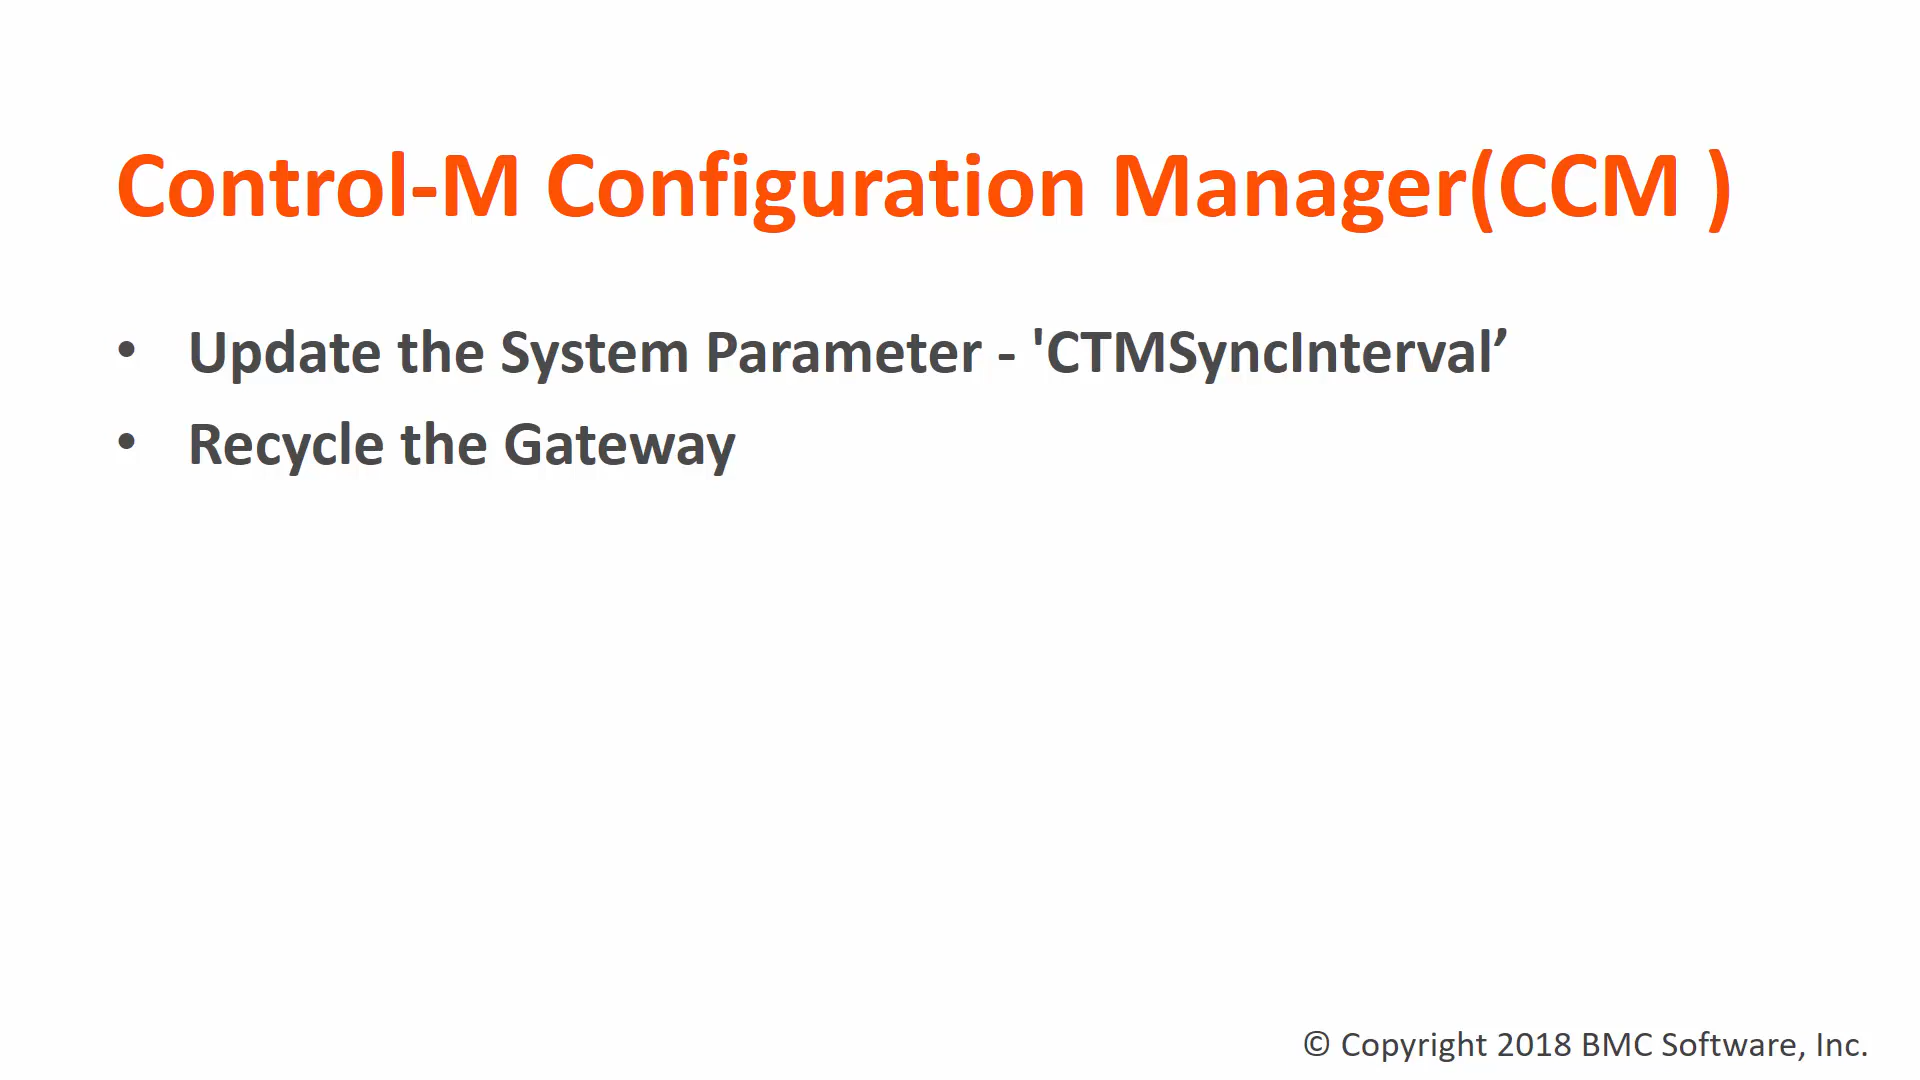 Control-M Configuration Manager(CCM )
• Update the System Parameter - 'CTMSyncInterval’
• Recycle the Gateway
© Copyright 2018 BMC Software, Inc.